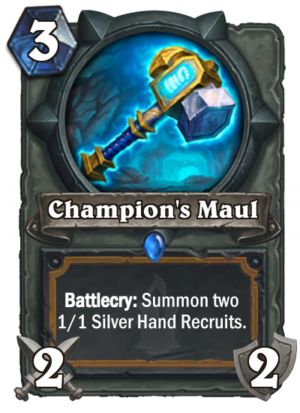 3
Champion's Maul
Battlecry: Summon two
1/1 Silver Hand Recruits.
2 2